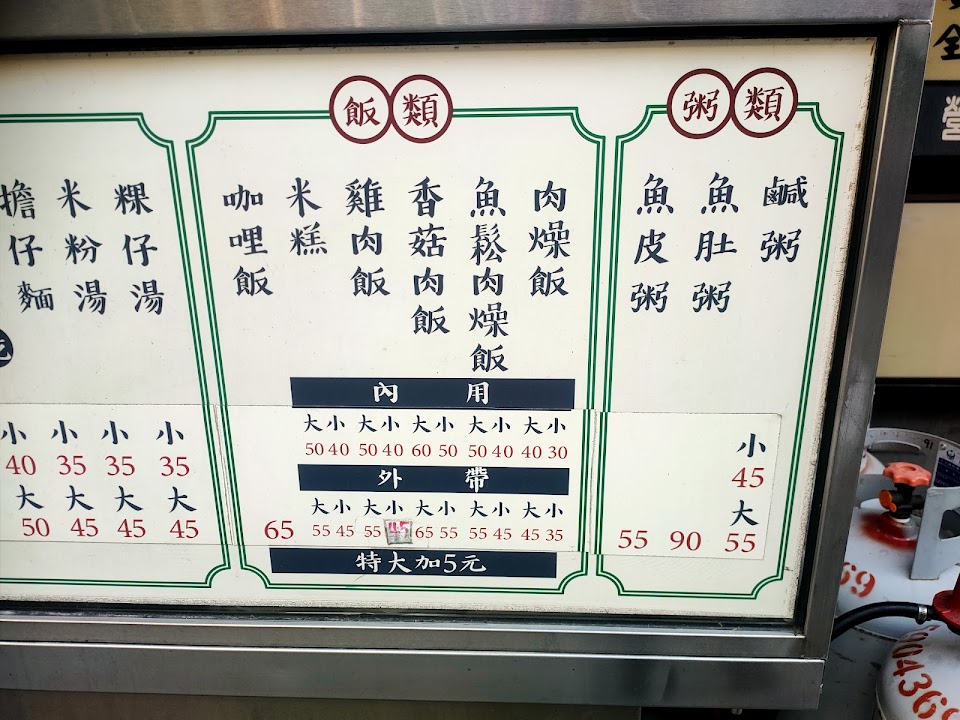 粥類
鹹粥
魚肚粥
魚皮粥
小
45
大
55 90 55
飯類
肉燥飯
魚鬆肉燥飯
香菇肉飯
雞肉飯
米糕
咖哩飯
內用
大小 大小 大小 大小 大小
50 40 50 40 60 50 50 40 40 30
外帶
大小 大小 大小 大小 大小
65 55 45 55 45 65 55 55 45 45 35
特大加5元
粿仔湯
米粉湯
擔仔麵
小 小 小 小
40 35 35 35
大 大 大 大
50 45 45 45
營